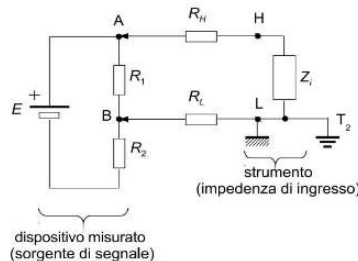 A
R_H
H
R_1
Z_i
+
E
B
R_L
L
T_2
R_2
strumento
(impedenza di ingresso)
dispositivo misurato
(sorgente di segnale)